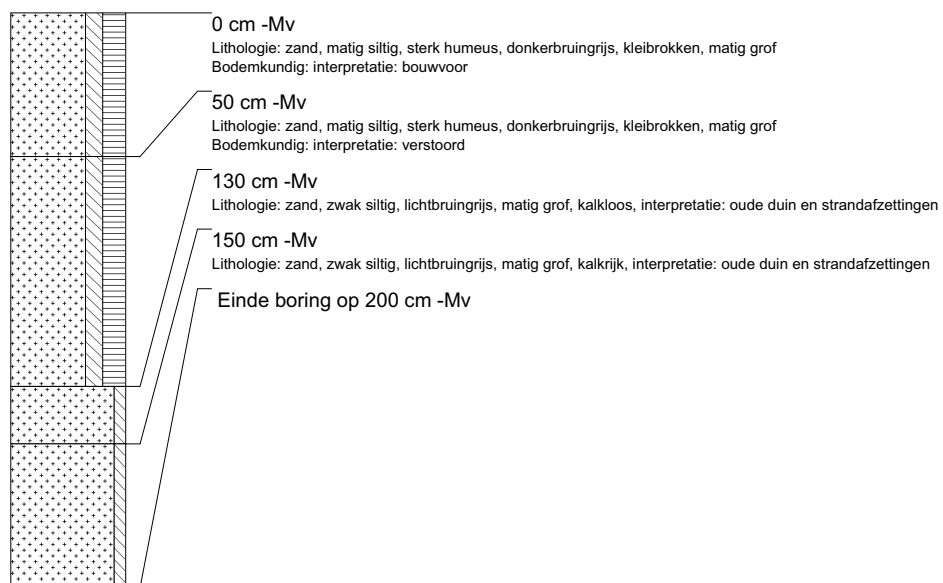 0 cm -Mv
Lithologie: zand, matig siltig, sterk humeus, donkerbruingrijs, kleibrokken, matig grof
Bodemkundig: interpretatie: bouwvoor
50 cm -Mv
Lithologie: zand, matig siltig, sterk humeus, donkerbruingrijs, kleibrokken, matig grof
Bodemkundig: interpretatie: verstoord
130 cm -Mv
Lithologie: zand, zwak siltig, lichtbruingrijs, matig grof, kalkloos, interpretatie: oude duin en strandafzettingen
150 cm -Mv
Lithologie: zand, zwak siltig, lichtbruingrijs, matig grof, kalkrijk, interpretatie: oude duin en strandafzettingen
Einde boring op 200 cm -Mv